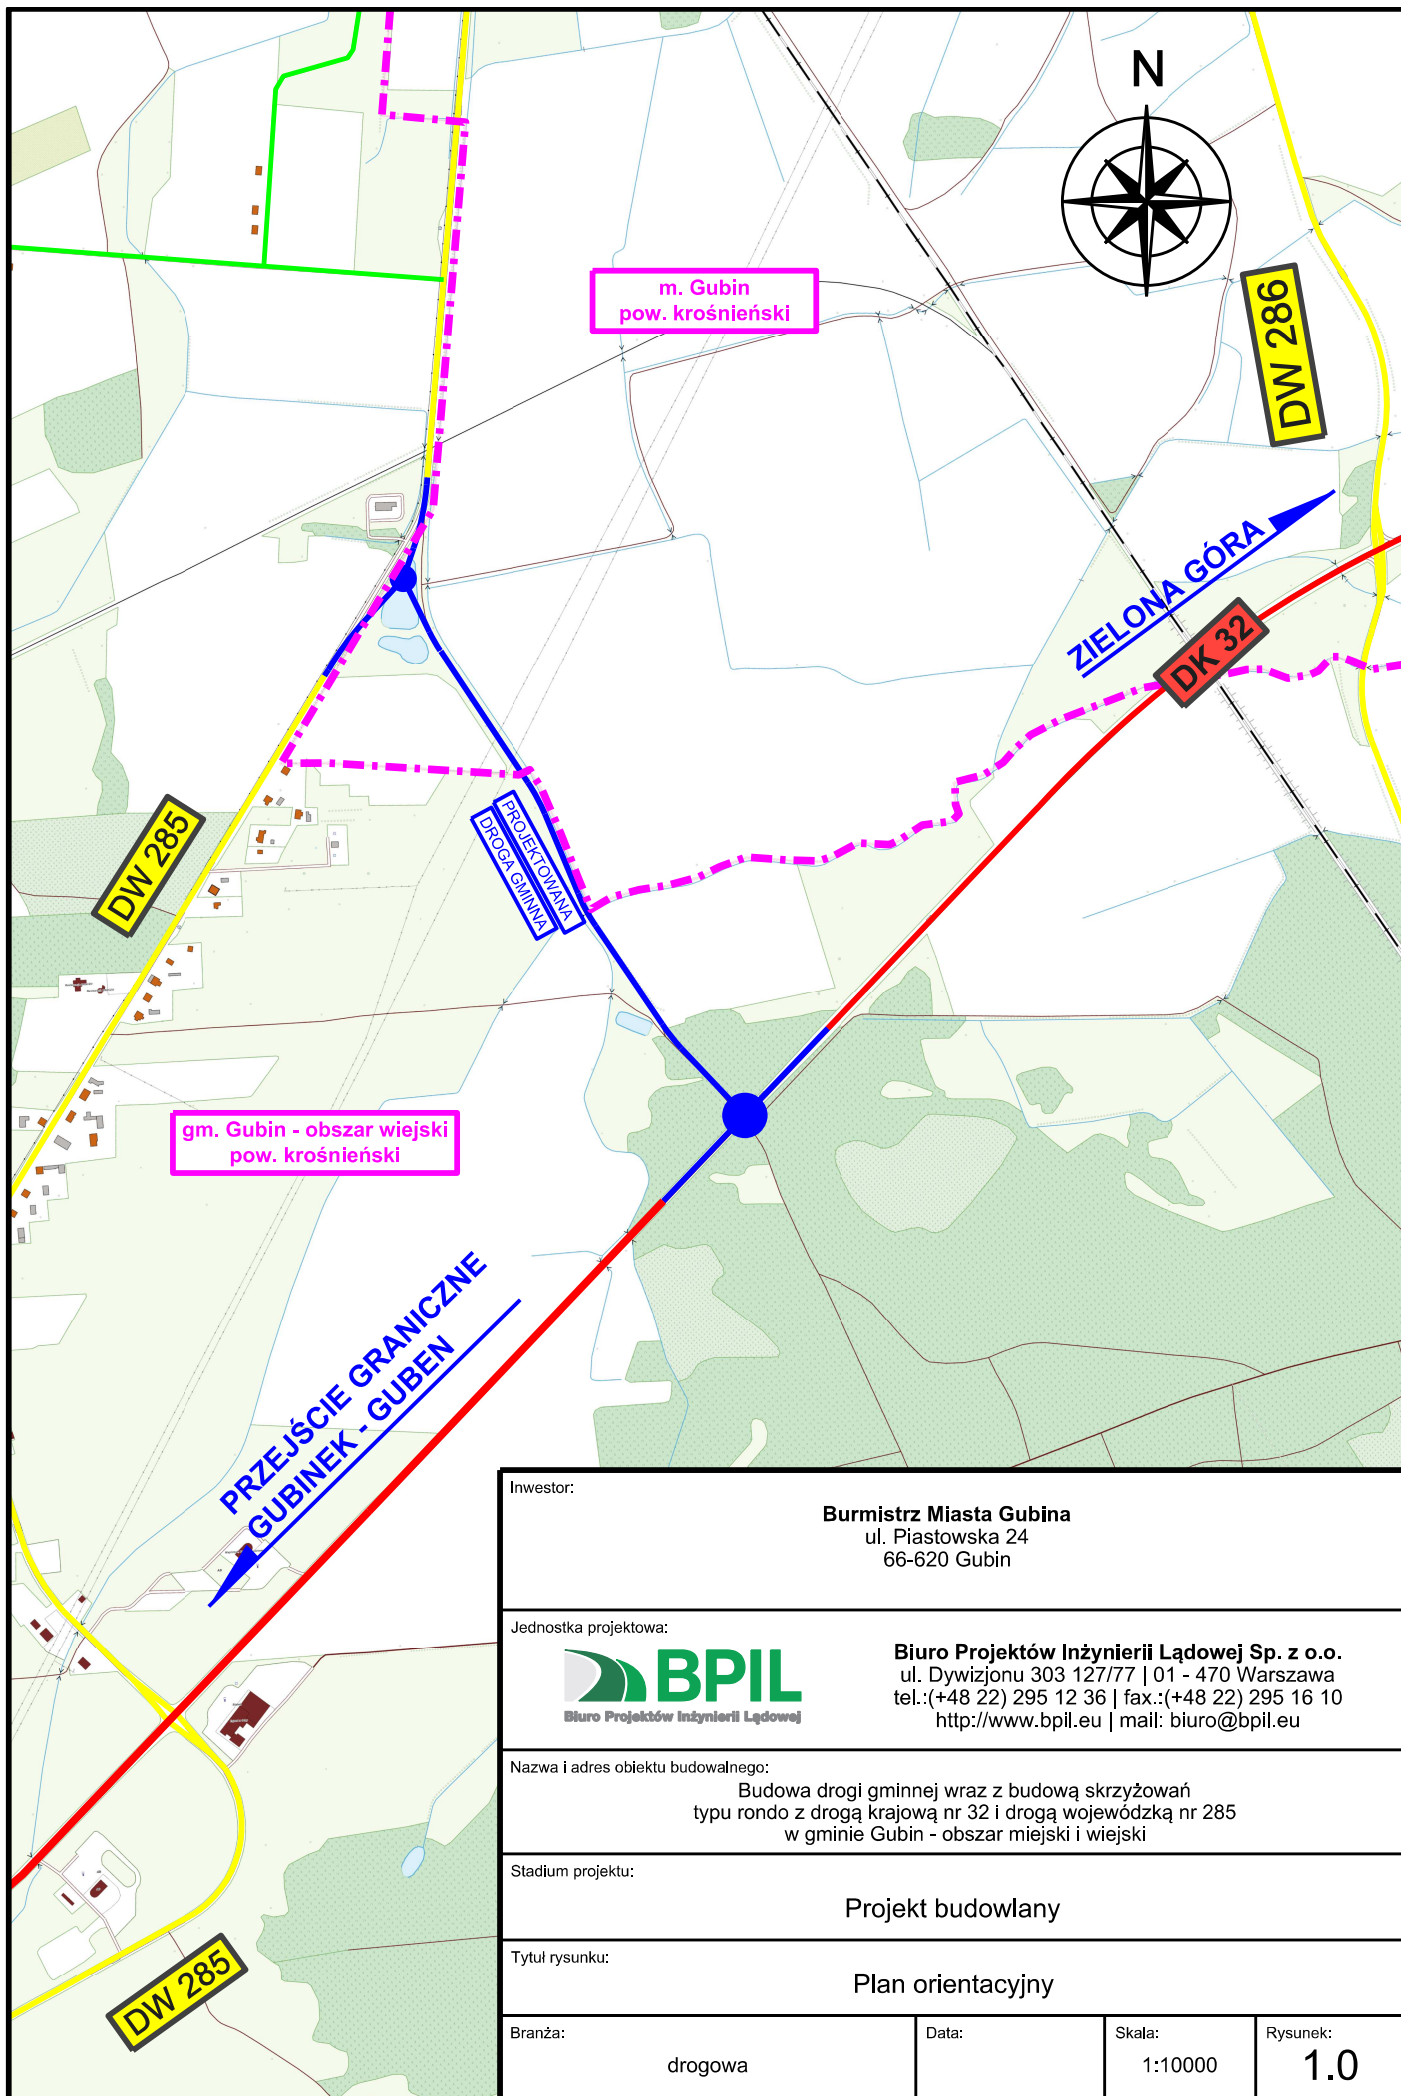 N
m. Gubin
pow. krośnieński
DW 286
ZIELONA GÓRA
DK 32
PROJEKTOWANA
DROGA GMINNA
DW 285
gm. Gubin - obszar wiejski
pow. krośnieński
PRZEJŚCIE GRANICZNE
GUBINEK - GUBEN
DW 285
Inwestor:
Burmistrz Miasta Gubina
ul. Piastowska 24
66-620 Gubin
Jednostka projektowa:
BPIL
Biuro Projektów Inżynierii Lądowej
Biuro Projektów Inżynierii Lądowej Sp. z o.o.
ul. Dywizjonu 303 127/77 | 01 - 470 Warszawa
tel.:(+48 22) 295 12 36 | fax.:(+48 22) 295 16 10
http://www.bpil.eu | mail: biuro@bpil.eu
Nazwa i adres obiektu budowalnego:
Budowa drogi gminnej wraz z budową skrzyżowań
typu rondo z drogą krajową nr 32 i drogą wojewódzką nr 285
w gminie Gubin - obszar miejski i wiejski
Stadium projektu:
Projekt budowlany
Tytuł rysunku:
Plan orientacyjny
Branża:
drogowa
Data:
Skala:
1:10000
Rysunek:
1.0